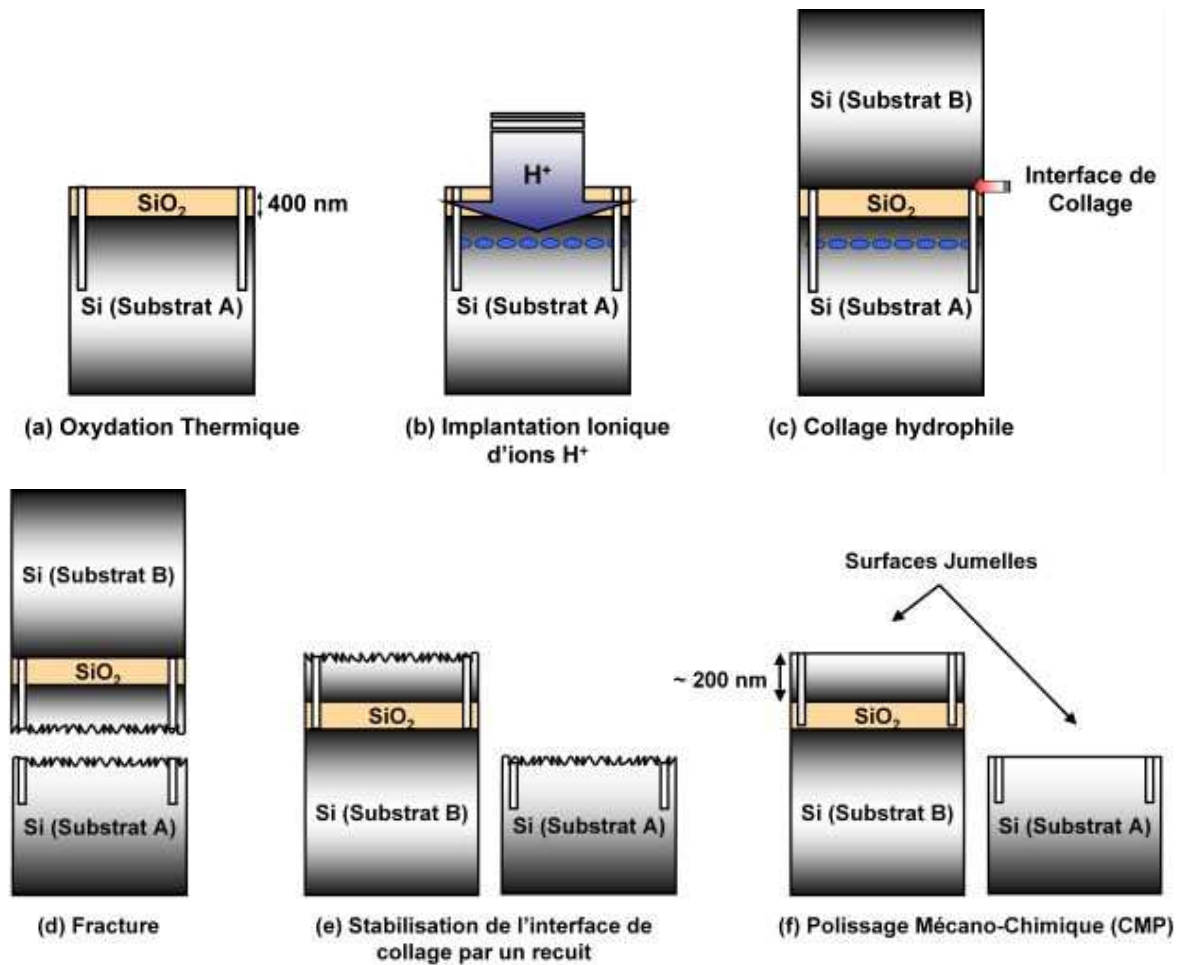 Si (Substrat B)
H⁺
SiO₂
400 nm
SiO₂
Interface de
Collage
Si (Substrat A)
Si (Substrat A)
Si (Substrat A)
(a) Oxydation Thermique
(b) Implantation Ionique
d'ions H⁺
(c) Collage hydrophile
Si (Substrat B)
SiO₂
Si (Substrat A)
(d) Fracture
SiO₂
Si (Substrat B)
Si (Substrat A)
(e) Stabilisation de l'interface de
collage par un recuit
Surfaces Jumelles
~ 200 nm
SiO₂
Si (Substrat B)
Si (Substrat A)
(f) Polissage Mécano-Chimique (CMP)